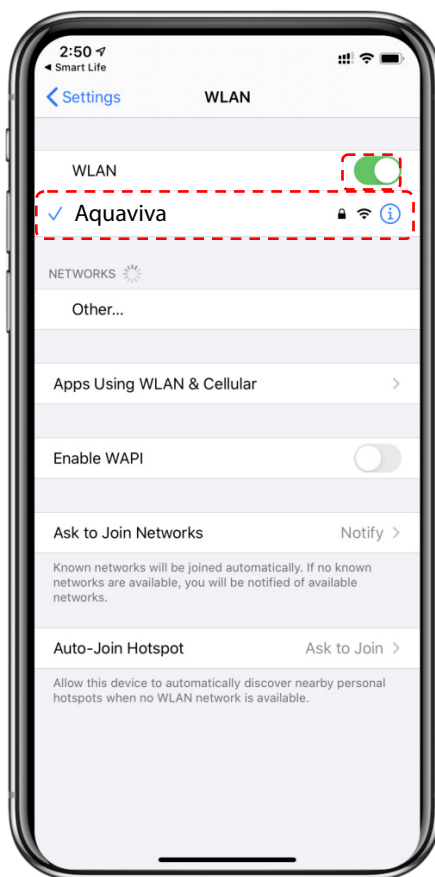 2:50
Smart Life
Settings
WLAN
WLAN
Aquaviva
NETWORKS
Other...
Apps Using WLAN & Cellular
Enable WAPI
Ask to Join Networks
Notify
Known networks will be joined automatically. If no known
networks are available, you will be notified of available
networks.
Auto-Join Hotspot
Ask to Join
Allow this device to automatically discover nearby personal
hotspots when no WLAN network is available.